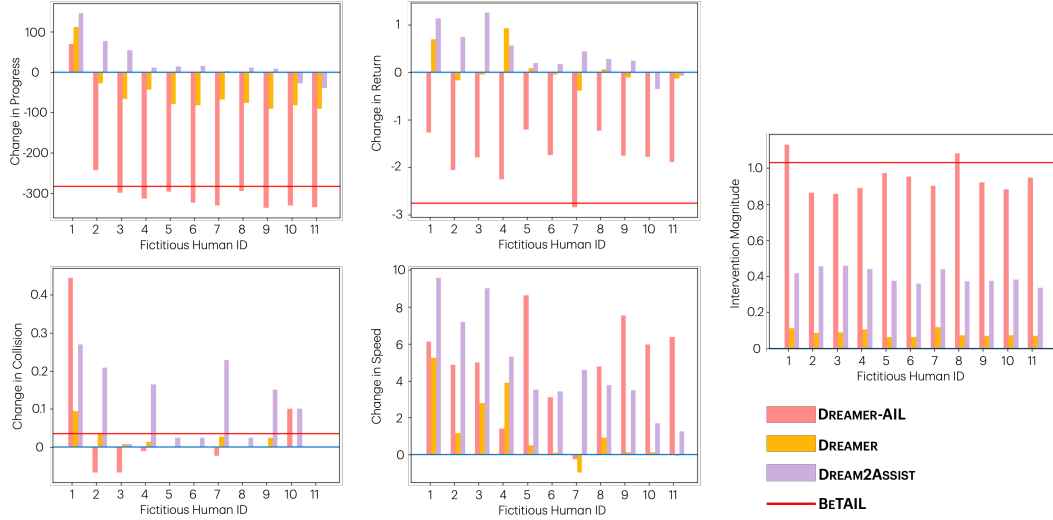 Change in Progress
100
0
-100
-200
-300
1 2 3 4 5 6 7 8 9 10 11
Fictitious Human ID
Change in Return
1
0
-1
-2
-3
1 2 3 4 5 6 7 8 9 10 11
Fictitious Human ID
Change in Collision
0.4
0.3
0.2
0.1
0
1 2 3 4 5 6 7 8 9 10 11
Fictitious Human ID
Change in Speed
10
8
6
4
2
0
1 2 3 4 5 6 7 8 9 10 11
Fictitious Human ID
Intervention Magnitude
1.0
0.8
0.6
0.4
0.2
0
1 2 3 4 5 6 7 8 9 10 11
Fictitious Human ID
DREAMER-AIL
DREAMER
DREAM2ASSIST
BETAIL